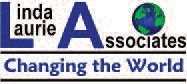 Linda
Laurie Associates
Changing the World